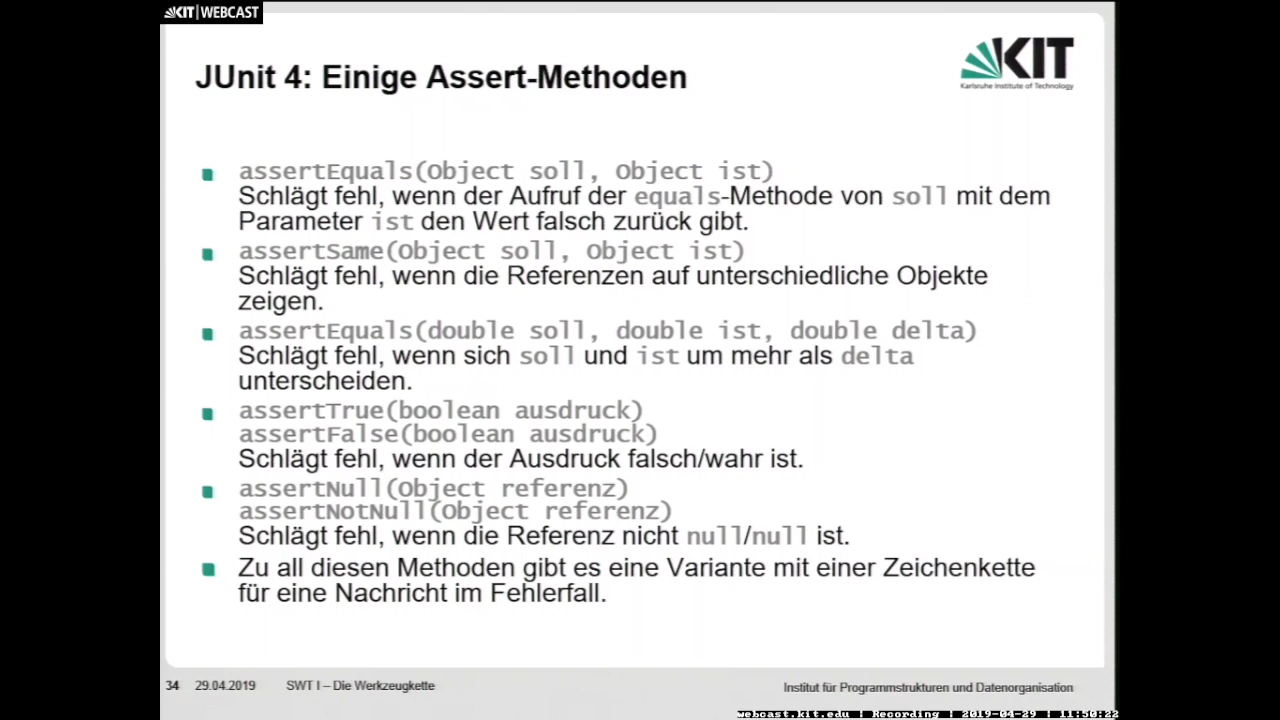 KIT | WEBCAST
JUnit 4: Einige Assert-Methoden
KIT
Karlsruhe Institute of Technology
assertEquals(Object soll, Object ist)
Schlägt fehl, wenn der Aufruf der equals-Methode von soll mit dem
Parameter ist den Wert falsch zurück gibt.
assertSame(Object soll, Object ist)
Schlägt fehl, wenn die Referenzen auf unterschiedliche Objekte
zeigen.
assertEquals(double soll, double ist, double delta)
Schlägt fehl, wenn sich soll und ist um mehr als delta
unterscheiden.
assertTrue(boolean ausdruck)
assertFalse(boolean ausdruck)
Schlägt fehl, wenn der Ausdruck falsch/wahr ist.
assertNull(Object referenz)
assertNotNull(Object referenz)
Schlägt fehl, wenn die Referenz nicht null/null ist.
Zu all diesen Methoden gibt es eine Variante mit einer Zeichenkette
für eine Nachricht im Fehlerfall.
34 29.04.2019 SWT I – Die Werkzeugkette
Institut für Programmstrukturen und Datenorganisation
webcast.kit.edu | Recording | 2019-04-29 | 11:50:22